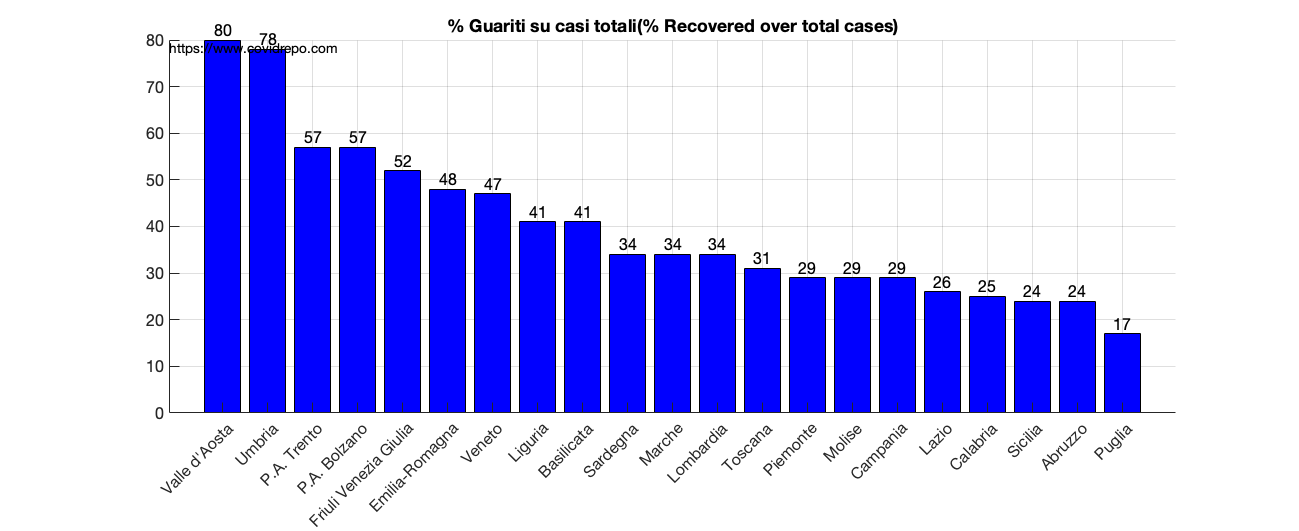 % Guariti su casi totali(% Recovered over total cases)
https://www.covidrepo.com
80
78
57
57
52
48
47
41
41
34
34
34
31
29
29
29
26
25
24
24
17
80
70
60
50
40
30
20
10
0
Valle d'Aosta
Umbria
P.A. Trento
P.A. Bolzano
Friuli Venezia Giulia
Emilia-Romagna
Veneto
Liguria
Basilicata
Sardegna
Marche
Lombardia
Toscana
Piemonte
Molise
Campania
Lazio
Calabria
Sicilia
Abruzzo
Puglia